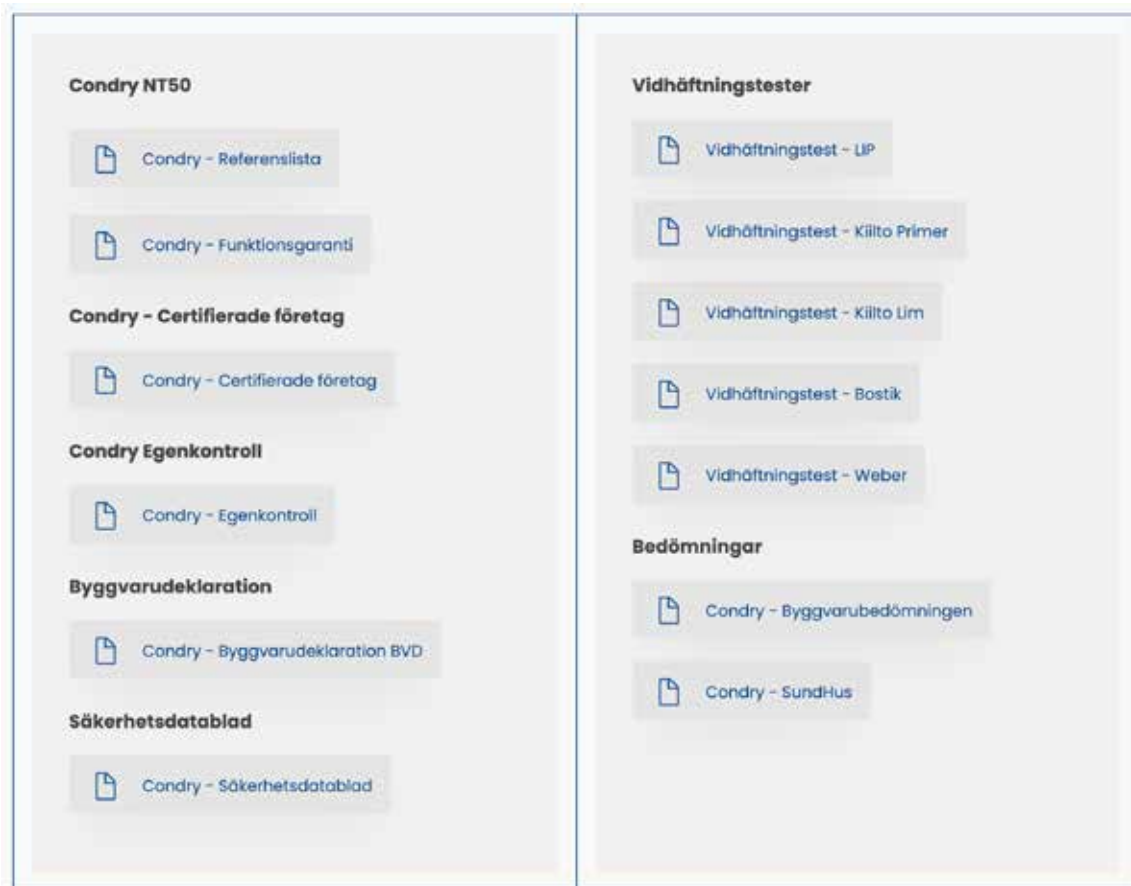 Condry NT50
Condry - Referenslista
Condry - Funktionsgaranti
Condry - Certifierade företag
Condry - Certifierade företag
Condry Egenkontroll
Condry - Egenkontroll
Byggvarudeklaration
Condry - Byggvarudeklaration BVD
Säkerhetsdatablad
Condry - Säkerhetsdatablad
Vidhäftningstester
Vidhäftningstest - LIP
Vidhäftningstest - Kiilto Primer
Vidhäftningstest - Kiilto Lim
Vidhäftningstest - Bostik
Vidhäftningstest - Weber
Bedömningar
Condry - Byggvarubedömningen
Condry - SundHus